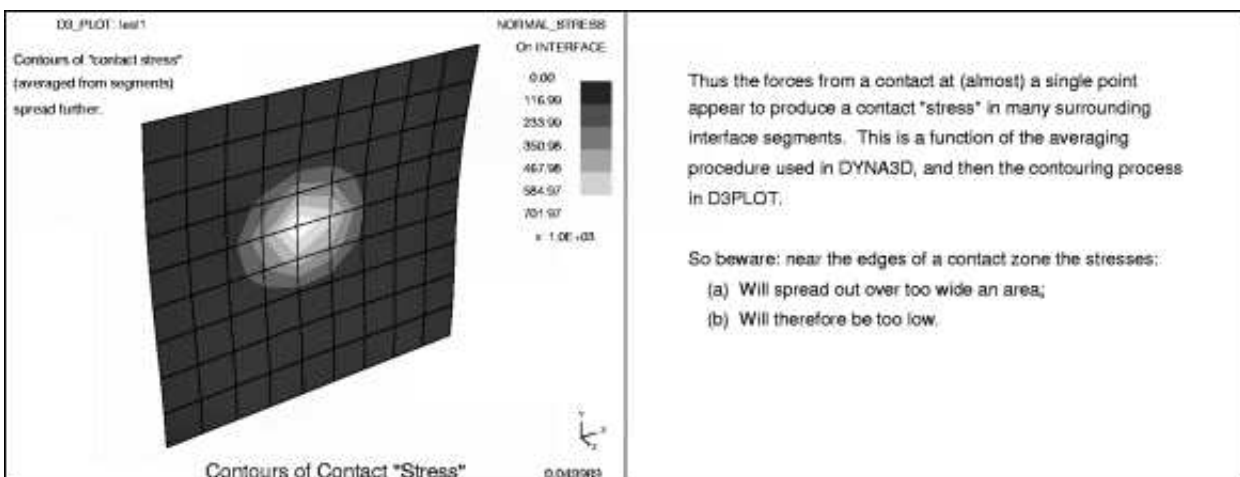 D3_PLOT: test1
Contours of "contact stress"
(averaged from segments)
spread further.
NORMAL_STRESS
On INTERFACE
0.00
116.99
233.99
350.98
467.98
584.97
701.97
x 1.0E+03
Y
X
Z
Contours of Contact "Stress"
0.049983
Thus the forces from a contact at (almost) a single point
appear to produce a contact "stress" in many surrounding
interface segments. This is a function of the averaging
procedure used in DYNA3D, and then the contouring process
in D3PLOT.
So beware: near the edges of a contact zone the stresses:
(a) Will spread out over too wide an area;
(b) Will therefore be too low.